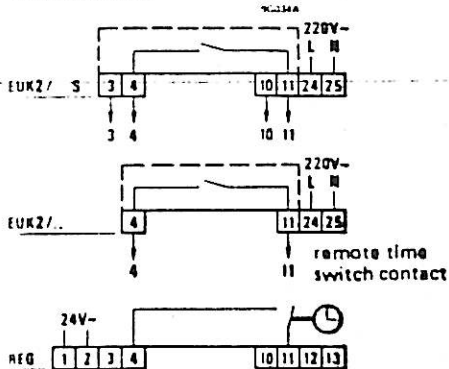 220V~
L N
EUK2/ S 3 4 10 11 24 25
3 4 10 11
220V~
L N
EUK2/.. 4 11 24 25
4 11
remote time
switch contact
24V~
REG 1 2 3 4 10 11 12 13